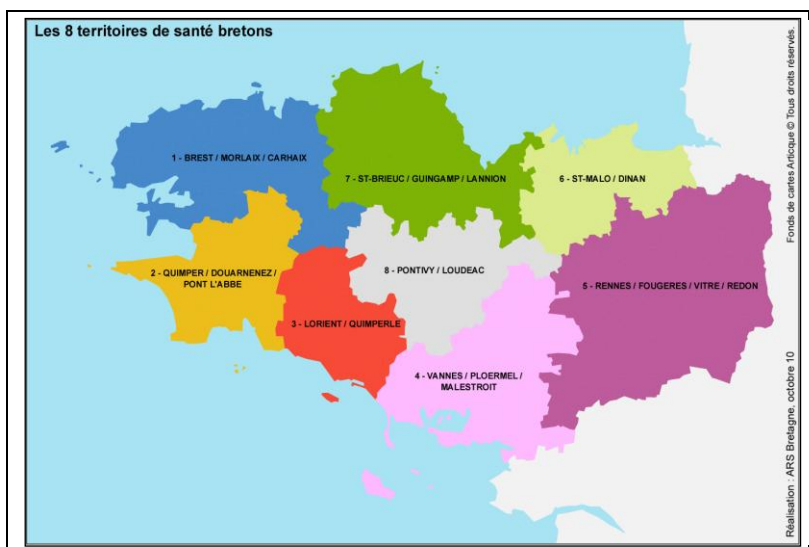 Les 8 territoires de santé bretons
1 - BREST / MORLAIX / CARHAIX
7 - ST-BRIEUC / GUINGAMP / LANNION
6 - ST-MALO / DINAN
2 - QUIMPER / DOUARNENEZ /
PONT L'ABBE
8 - PONTIVY / LOUDEAC
5 - RENNES / FOUGERES / VITRE / REDON
3 - LORIENT / QUIMPERLE
4 - VANNES / PLOERMEL /
MALESTROIT
Fonds de cartes Articque © Tous droits réservés.
Réalisation : ARS Bretagne, octobre 10